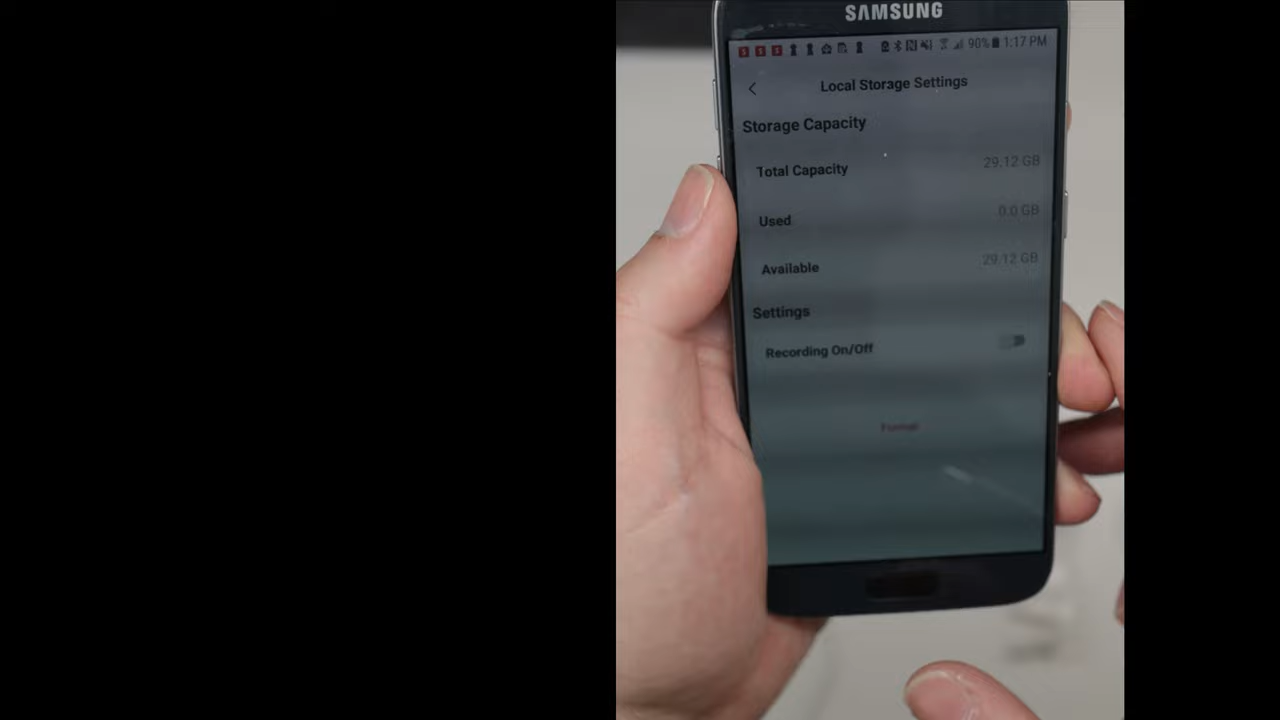 SAMSUNG
90% 1:17 PM
Local Storage Settings
Storage Capacity
Total Capacity 29.12 GB
Used 0.0 GB
Available 29.12 GB
Settings
Recording On/Off
Format